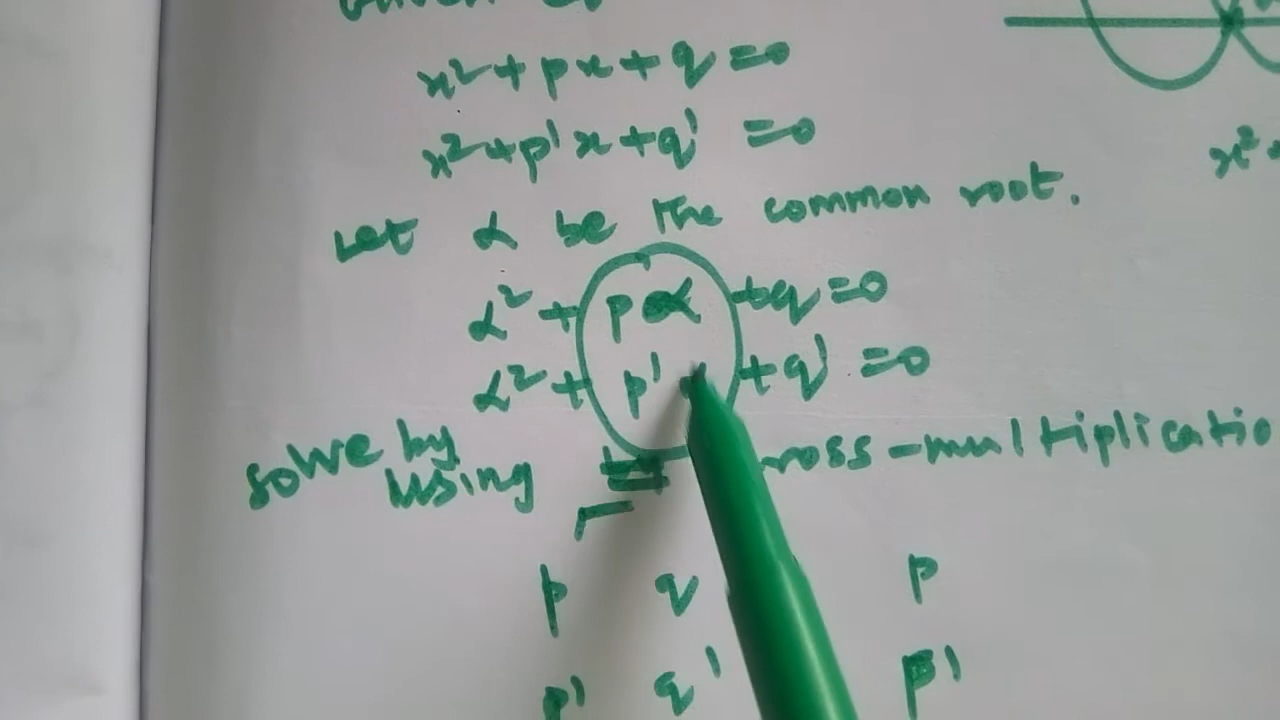 x²+px+q=0
x²+p'x+q'=0
Let α be the common root.
α²+pα+q=0
α²+p' +q'=0
solve by
using cross-multiplicatio
p q p
p' q' p'
x²